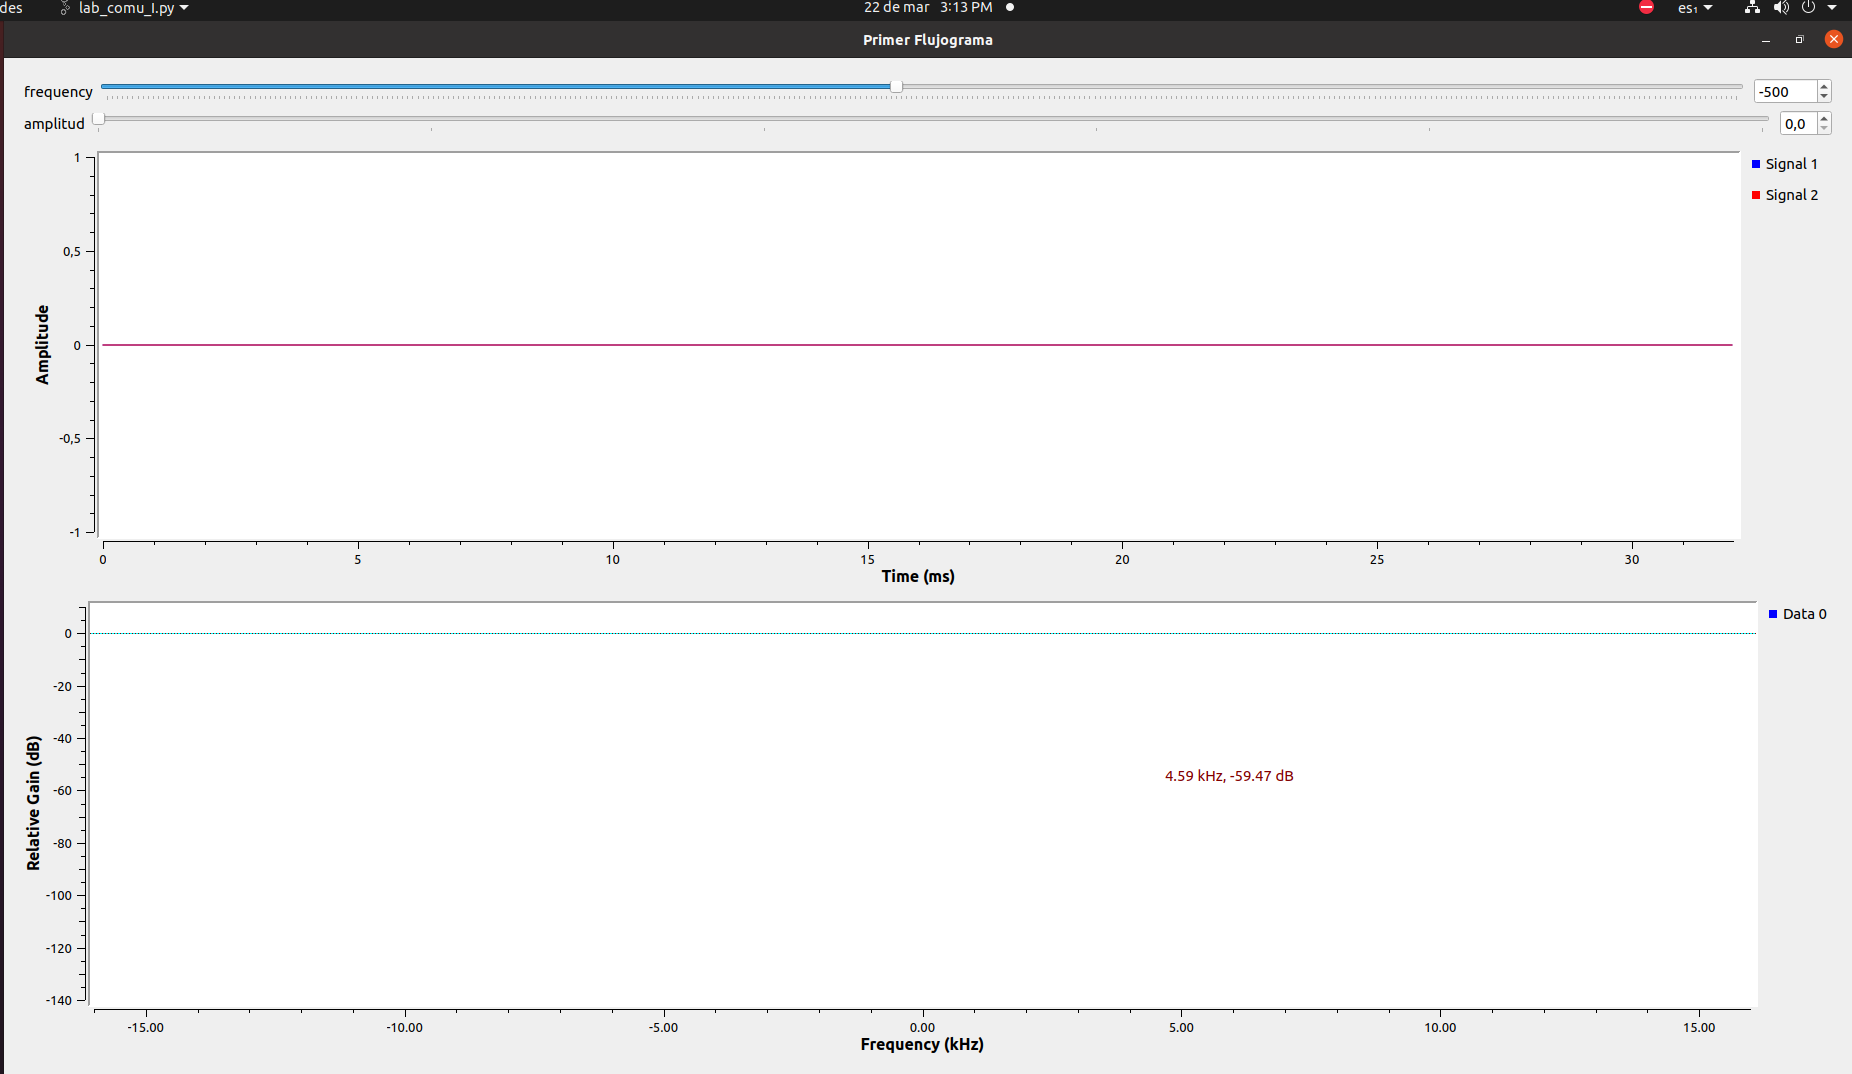 des lab_comu_I.py 22 de mar 3:13 PM es₁
Primer Flujograma
frequency -500
amplitud 0,0
Signal 1
Signal 2
1
0,5
0
-0,5
-1
Amplitude
0 5 10 15 20 25 30
Time (ms)
Data 0
0
-20
-40
-60
-80
-100
-120
-140
Relative Gain (dB)
4.59 kHz, -59.47 dB
-15.00 -10.00 -5.00 0.00 5.00 10.00 15.00
Frequency (kHz)